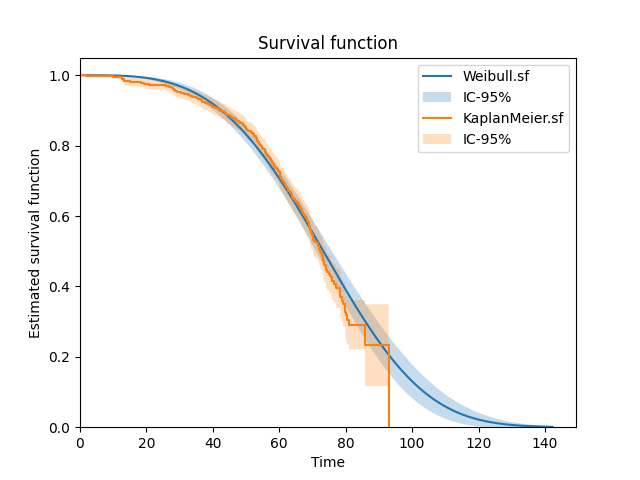 Survival function
Weibull.sf
IC-95%
KaplanMeier.sf
IC-95%
Estimated survival function
1.0
0.8
0.6
0.4
0.2
0.0
0 20 40 60 80 100 120 140
Time